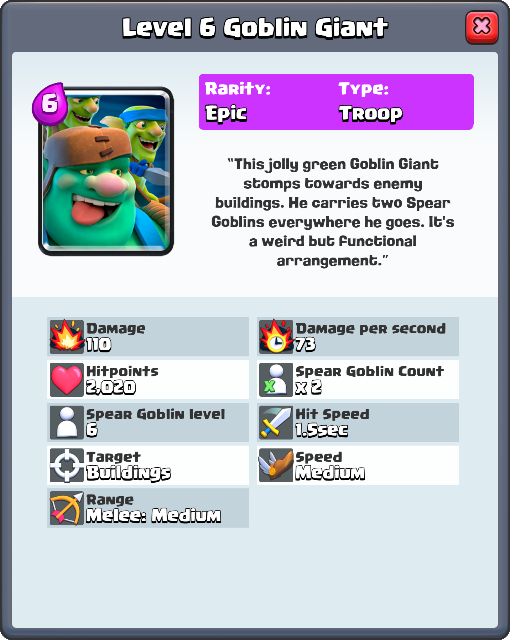 Level 6 Goblin Giant
6
Rarity: Type:
Epic Troop
"This jolly green Goblin Giant
stomps towards enemy
buildings. He carries two Spear
Goblins everywhere he goes. It's
a weird but functional
arrangement."
Damage
110
Damage per second
73
Hitpoints
2,020
Spear Goblin Count
x 2
Spear Goblin level
6
Hit Speed
1.5sec
Target
Buildings
Speed
Medium
Range
Melee: Medium